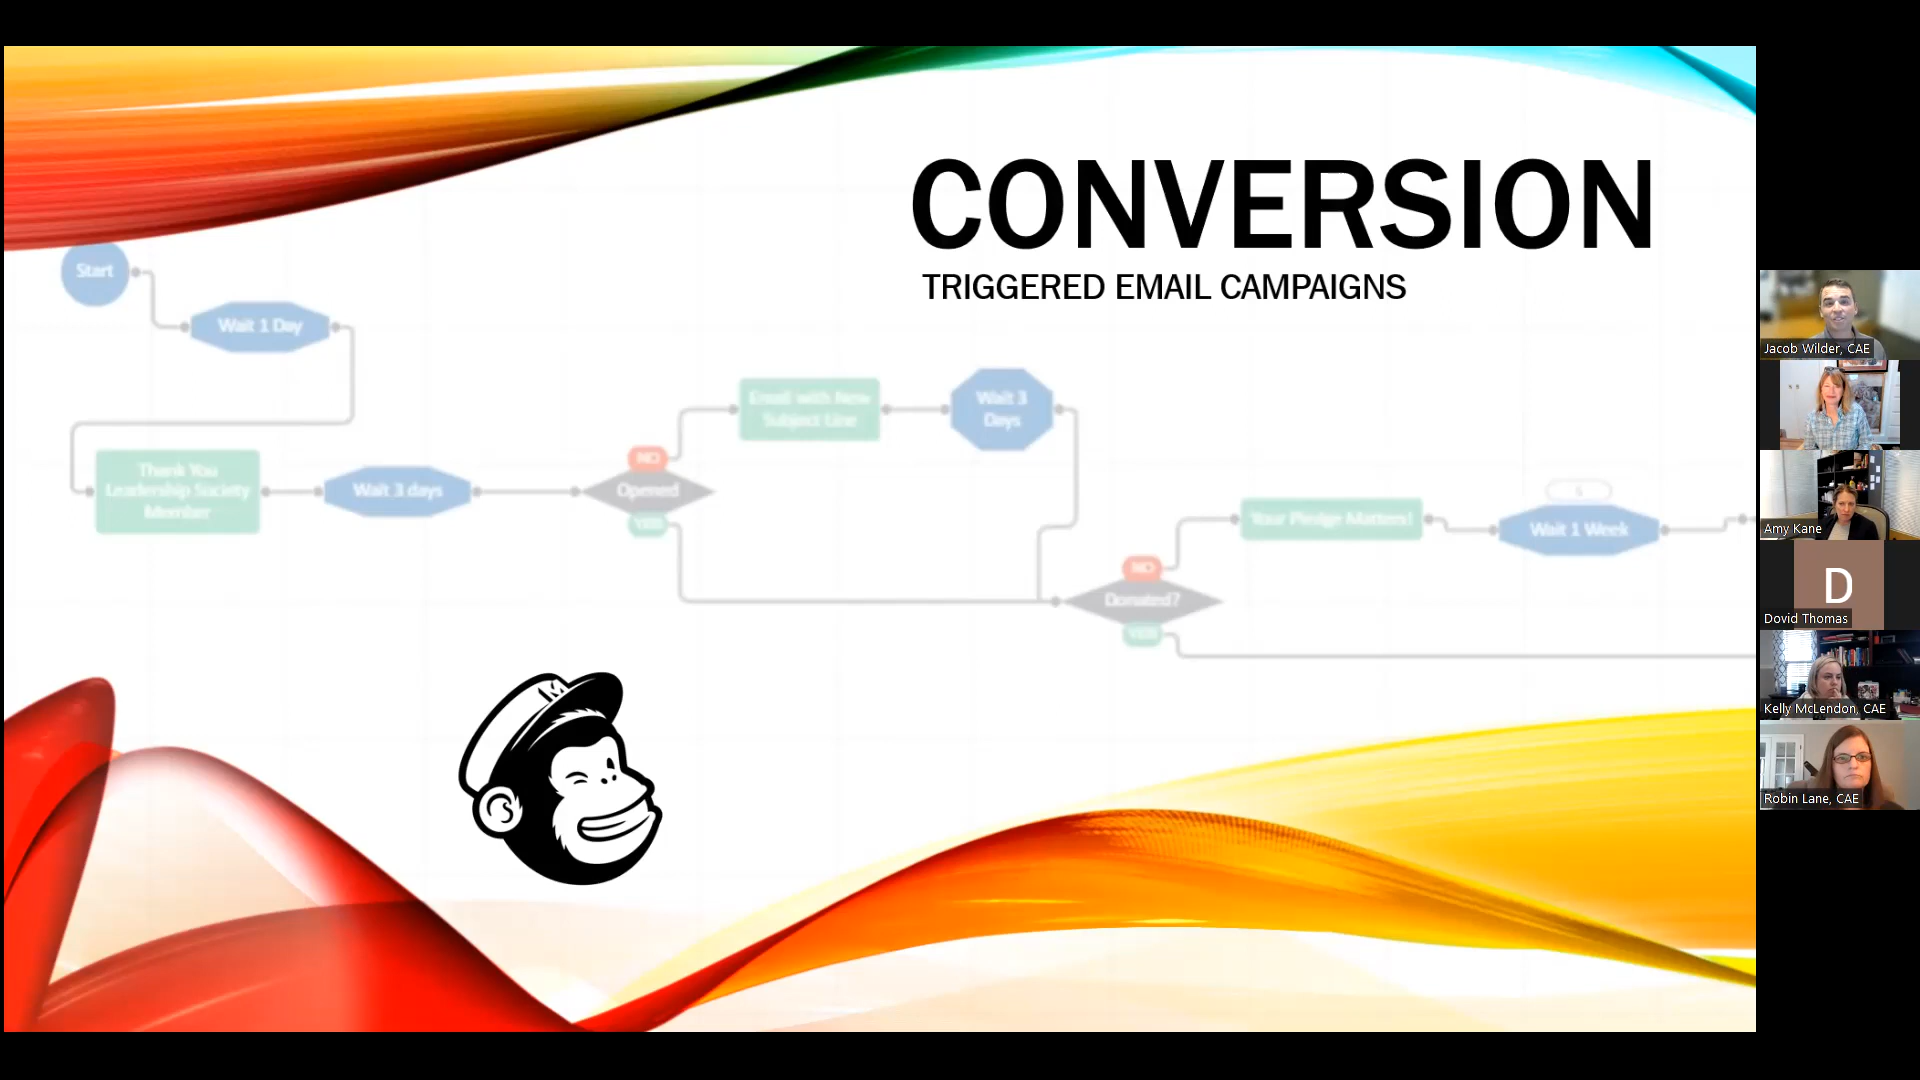 CONVERSION
TRIGGERED EMAIL CAMPAIGNS
Start
Wait 1 Day
Thank You
Leadership Society
Member
Wait 3 days
NO
Opened
YES
Email with New
Subject Line
Wait 3
Days
NO
Donated?
YES
Your Pledge Matters!
Wait 1 Week
Jacob Wilder, CAE
Amy Kane
D
Dovid Thomas
Kelly McLendon, CAE
Robin Lane, CAE